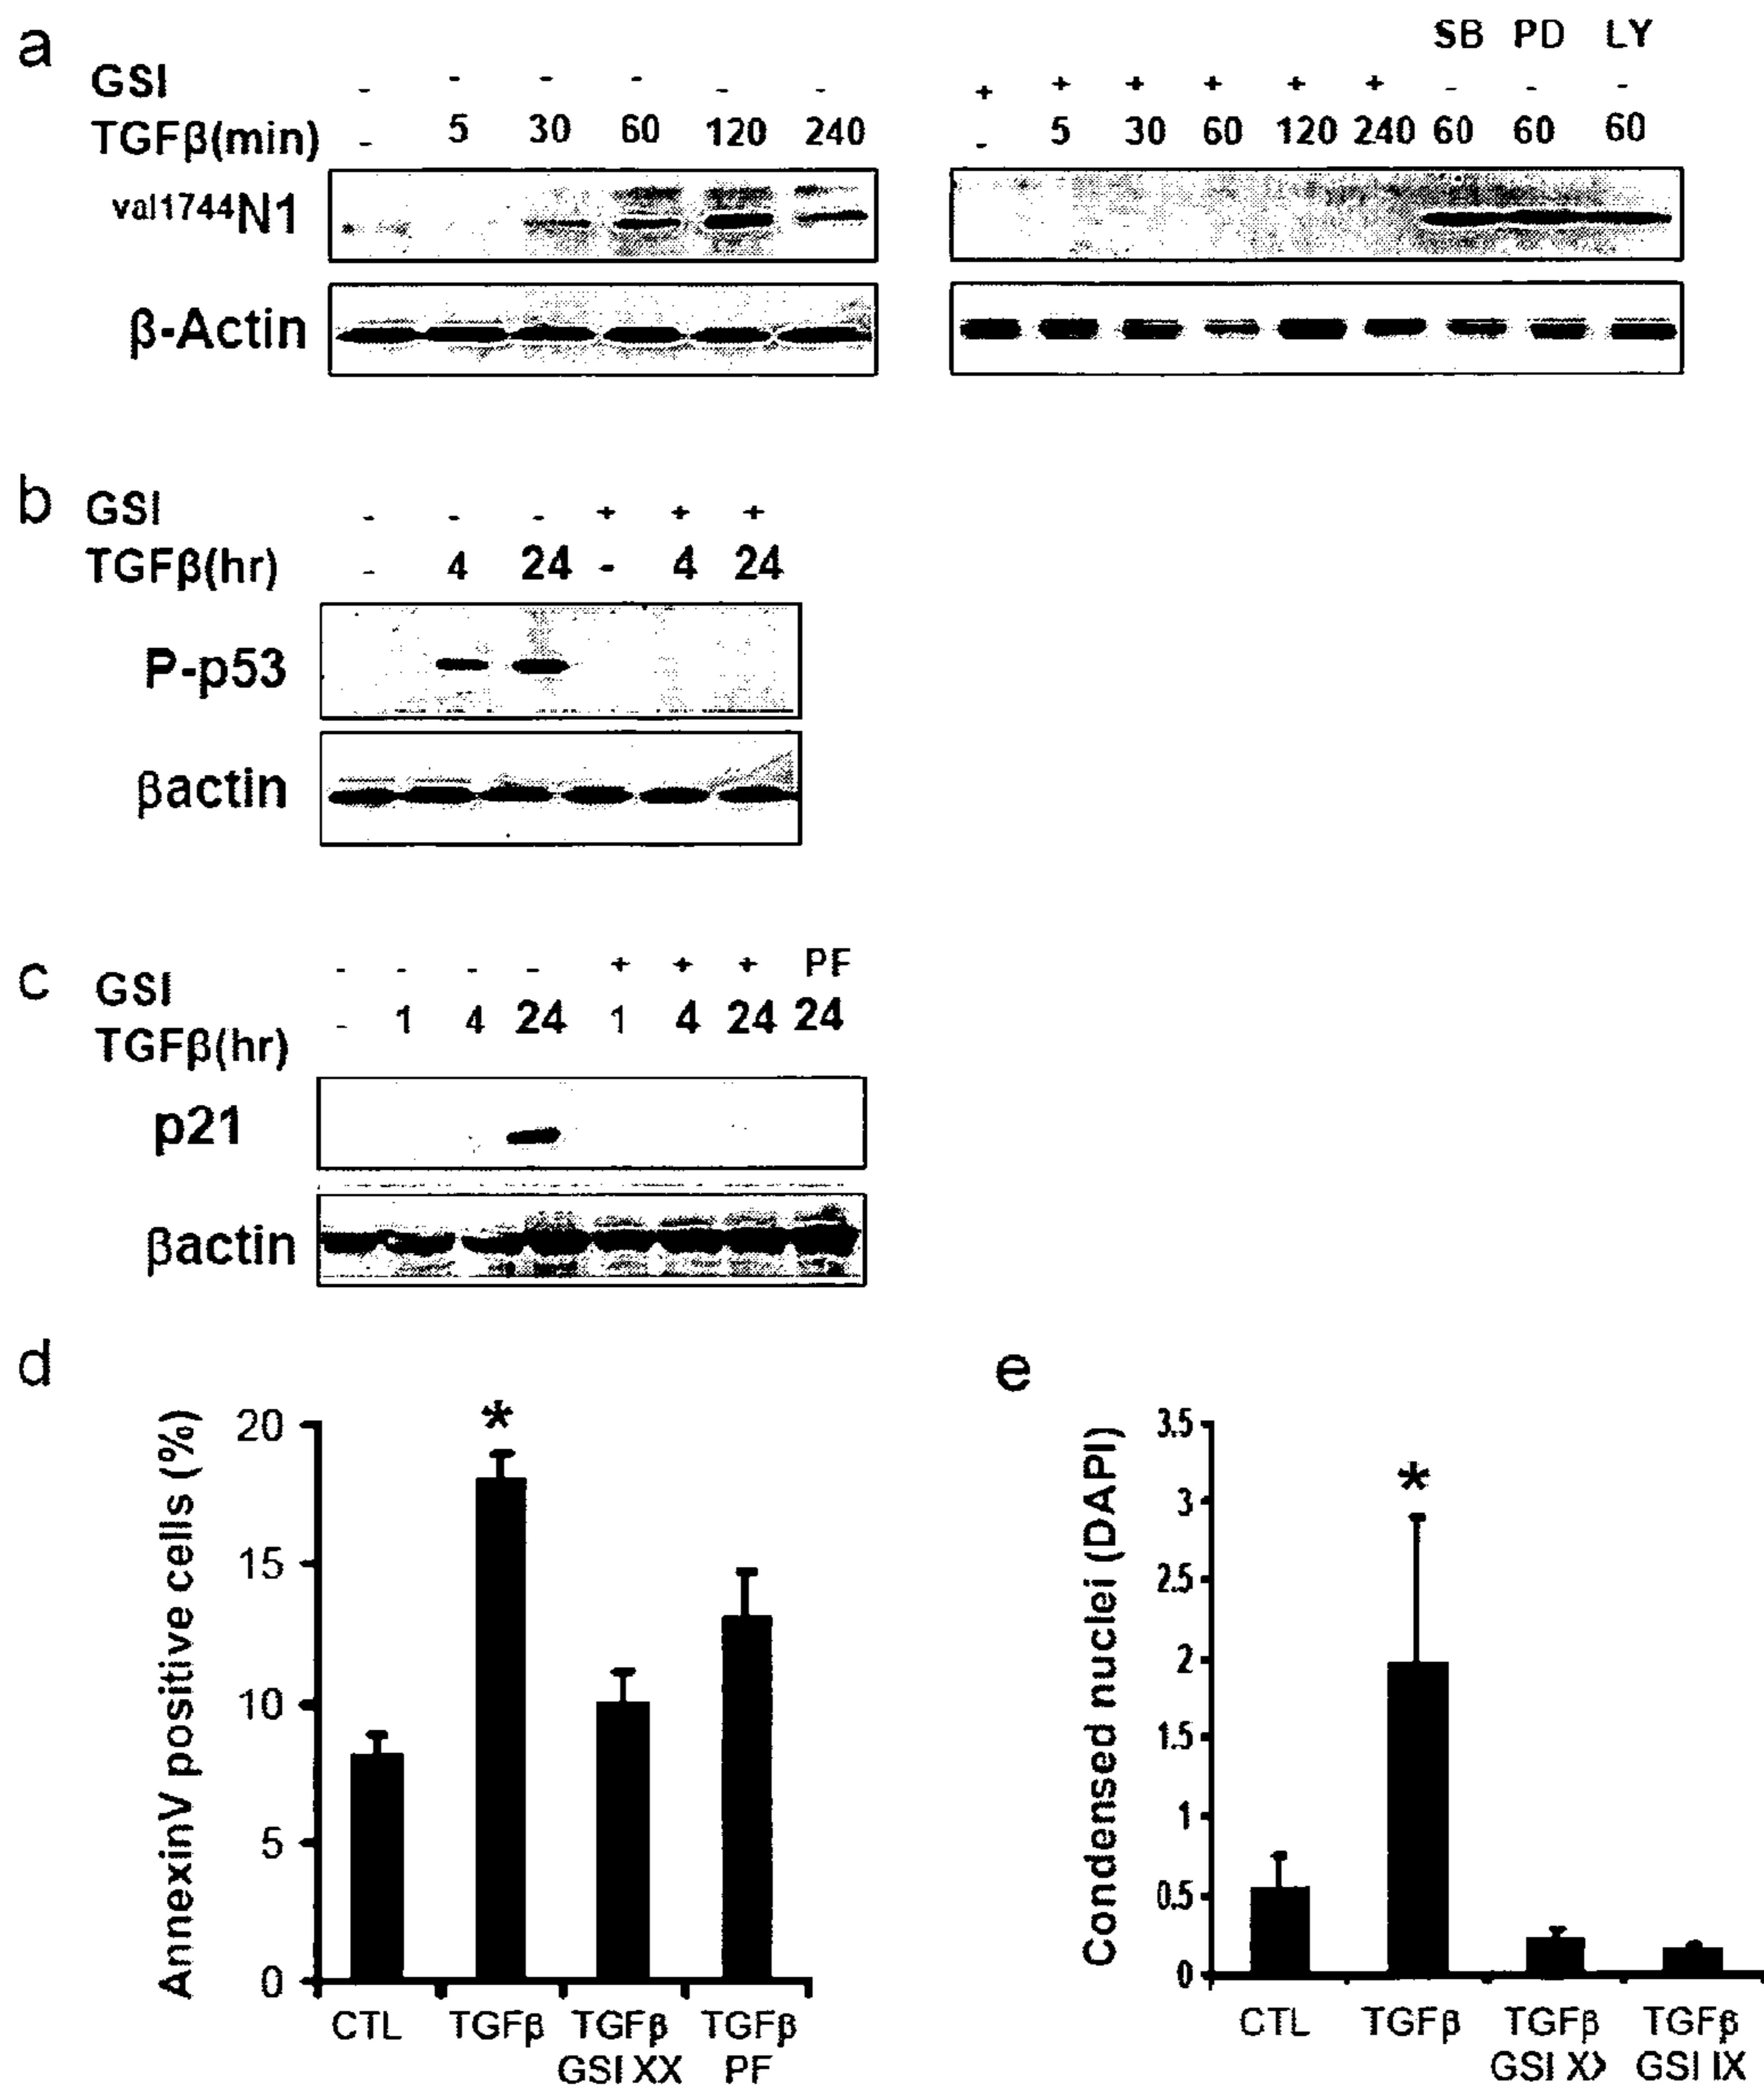 a
SB PD LY
GSI - - - - - - + + + + + + - - -
TGFβ(min) - 5 30 60 120 240 - 5 30 60 120 240 60 60 60
val1744N1
β-Actin
b
GSI - - - + + +
TGFβ(hr) - 4 24 - 4 24
P-p53
βactin
c
GSI - - - - + + + PF
TGFβ(hr) - 1 4 24 1 4 24 24
p21
βactin
d
AnnexinV positive cells (%)
20
15
10
5
0
*
CTL TGFβ TGFβ TGFβ
GSI XX PF
e
Condensed nuclei (DAPI)
3.5
3
2.5
2
1.5
1
0.5
0
*
CTL TGFβ TGFβ TGFβ
GSI XX GSI IX